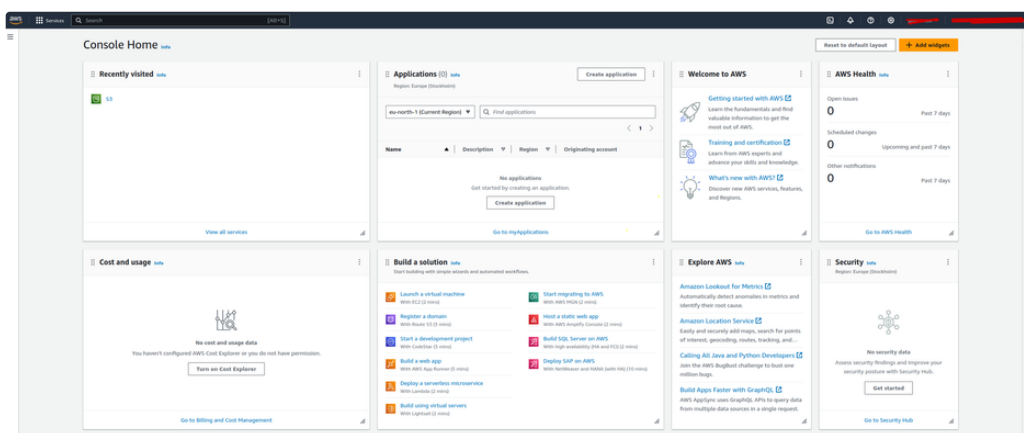 aws
Services
Search
[Alt+S]
Console Home Info
Reset to default layout
+ Add widgets
Recently visited Info
S3
View all services
Applications (0) Info
Region: Europe (Stockholm)
Create application
eu-north-1 (Current Region)
Find applications
1
Name
Description
Region
Originating account
No applications
Get started by creating an application.
Create application
Go to myApplications
Welcome to AWS
Getting started with AWS
Learn the fundamentals and find
valuable information to get the
most out of AWS.
Training and certification
Learn from AWS experts and
advance your skills and knowledge.
What's new with AWS?
Discover new AWS services, features,
and Regions.
AWS Health Info
Open issues
0
Past 7 days
Scheduled changes
0
Upcoming and past 7 days
Other notifications
0
Past 7 days
Go to AWS Health
Cost and usage Info
No cost and usage data
You haven't configured AWS Cost Explorer or you do not have permission.
Turn on Cost Explorer
Go to Billing and Cost Management
Build a solution Info
Start building with simple wizards and automated workflows.
Launch a virtual machine
With EC2 (2 mins)
Register a domain
With Route 53 (3 mins)
Start a development project
With CodeStar (5 mins)
Build a web app
With AWS App Runner (5 mins)
Deploy a serverless microservice
With Lambda (2 mins)
Build using virtual servers
With Lightsail (2 mins)
Start migrating to AWS
With AWS MGN (2 mins)
Host a static web app
With AWS Amplify Console (2 mins)
Build SQL Server on AWS
With high availability (HA and FCI) (2 mins)
Deploy SAP on AWS
With NetWeaver and HANA (with HA) (10 mins)
Explore AWS Info
Amazon Lookout for Metrics
Automatically detect anomalies in metrics and
identify their root cause.
Amazon Location Service
Easily and securely add maps, search for points
of interest, geocoding, routes, tracking, and...
Calling All Java and Python Developers
Join the AWS BugBust challenge to bust one
million bugs.
Build Apps Faster with GraphQL
AWS AppSync uses GraphQL APIs to query data
from multiple data sources in a single request.
Security Info
Region: Europe (Stockholm)
No security data
Assess security findings and improve your
security posture with Security Hub.
Get started
Go to Security Hub